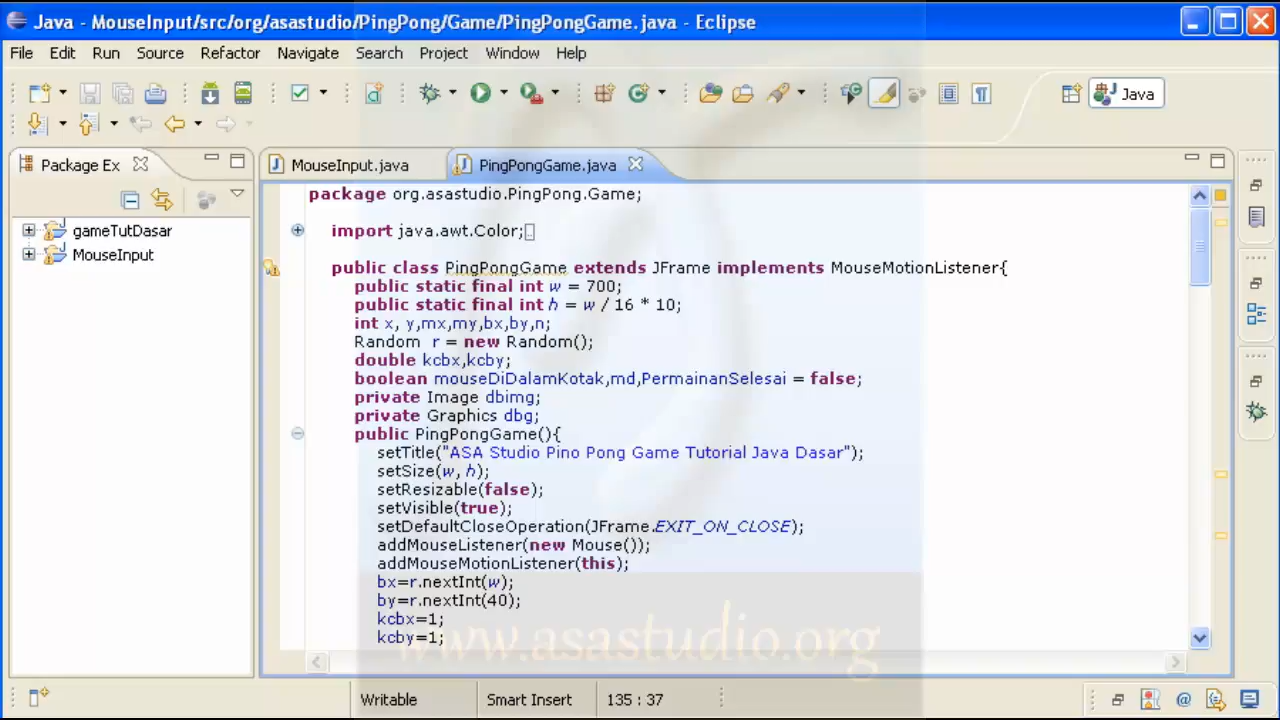 Java - MouseInput/src/org/asastudio/PingPong/Game/PingPongGame.java - Eclipse
File Edit Run Source Refactor Navigate Search Project Window Help
Java
Package Ex
MouseInput.java
PingPongGame.java
gameTutDasar
MouseInput
package org.asastudio.PingPong.Game;
import java.awt.Color;
public class PingPongGame extends JFrame implements MouseMotionListener{
public static final int w = 700;
public static final int h = w / 16 * 10;
int x, y,mx,my,bx,by,n;
Random r = new Random();
double kcbx,kcby;
boolean mouseDiDalamKotak,md,PermainanSelesai = false;
private Image dbimg;
private Graphics dbg;
public PingPongGame(){
setTitle("ASA Studio Pino Pong Game Tutorial Java Dasar");
setSize(w, h);
setResizable(false);
setVisible(true);
setDefaultCloseOperation(JFrame.EXIT_ON_CLOSE);
addMouseListener(new Mouse());
addMouseMotionListener(this);
bx=r.nextInt(w);
by=r.nextInt(40);
kcbx=1;
kcby=1;
www.asastudio.org
Writable
Smart Insert
135 : 37